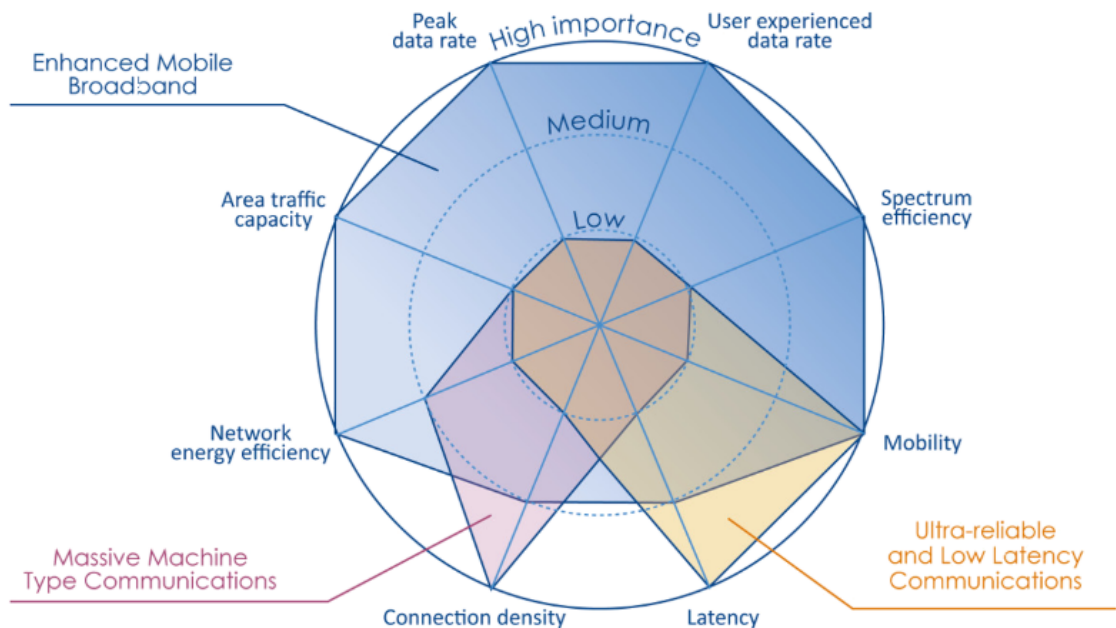 Peak
data rate
High importance
User experienced
data rate
Enhanced Mobile
Broadband
Medium
Area traffic
capacity
Low
Spectrum
efficiency
Network
energy efficiency
Mobility
Massive Machine
Type Communications
Ultra-reliable
and Low Latency
Communications
Connection density
Latency